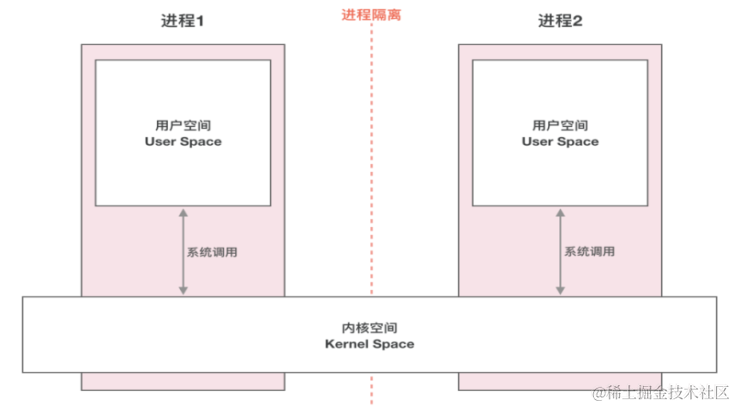 进程1
进程隔离
进程2
用户空间
User Space
用户空间
User Space
系统调用
系统调用
内核空间
Kernel Space
@稀土掘金技术社区